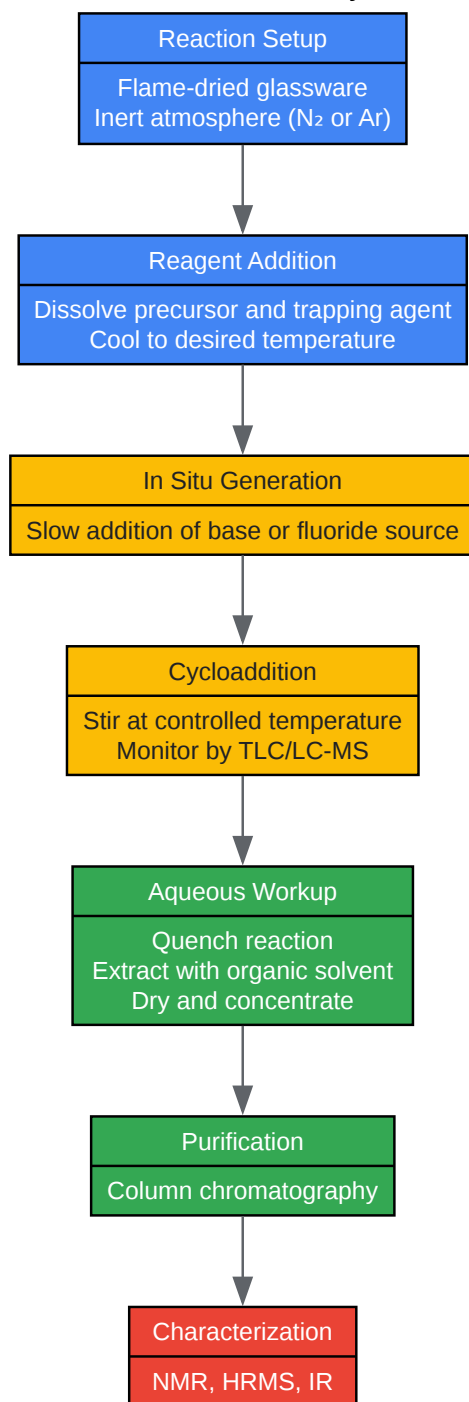 Reaction Setup
Flame-dried glassware
Inert atmosphere (N₂ or Ar)
Reagent Addition
Dissolve precursor and trapping agent
Cool to desired temperature
In Situ Generation
Slow addition of base or fluoride source
Cycloaddition
Stir at controlled temperature
Monitor by TLC/LC-MS
Aqueous Workup
Quench reaction
Extract with organic solvent
Dry and concentrate
Purification
Column chromatography
Characterization
NMR, HRMS, IR